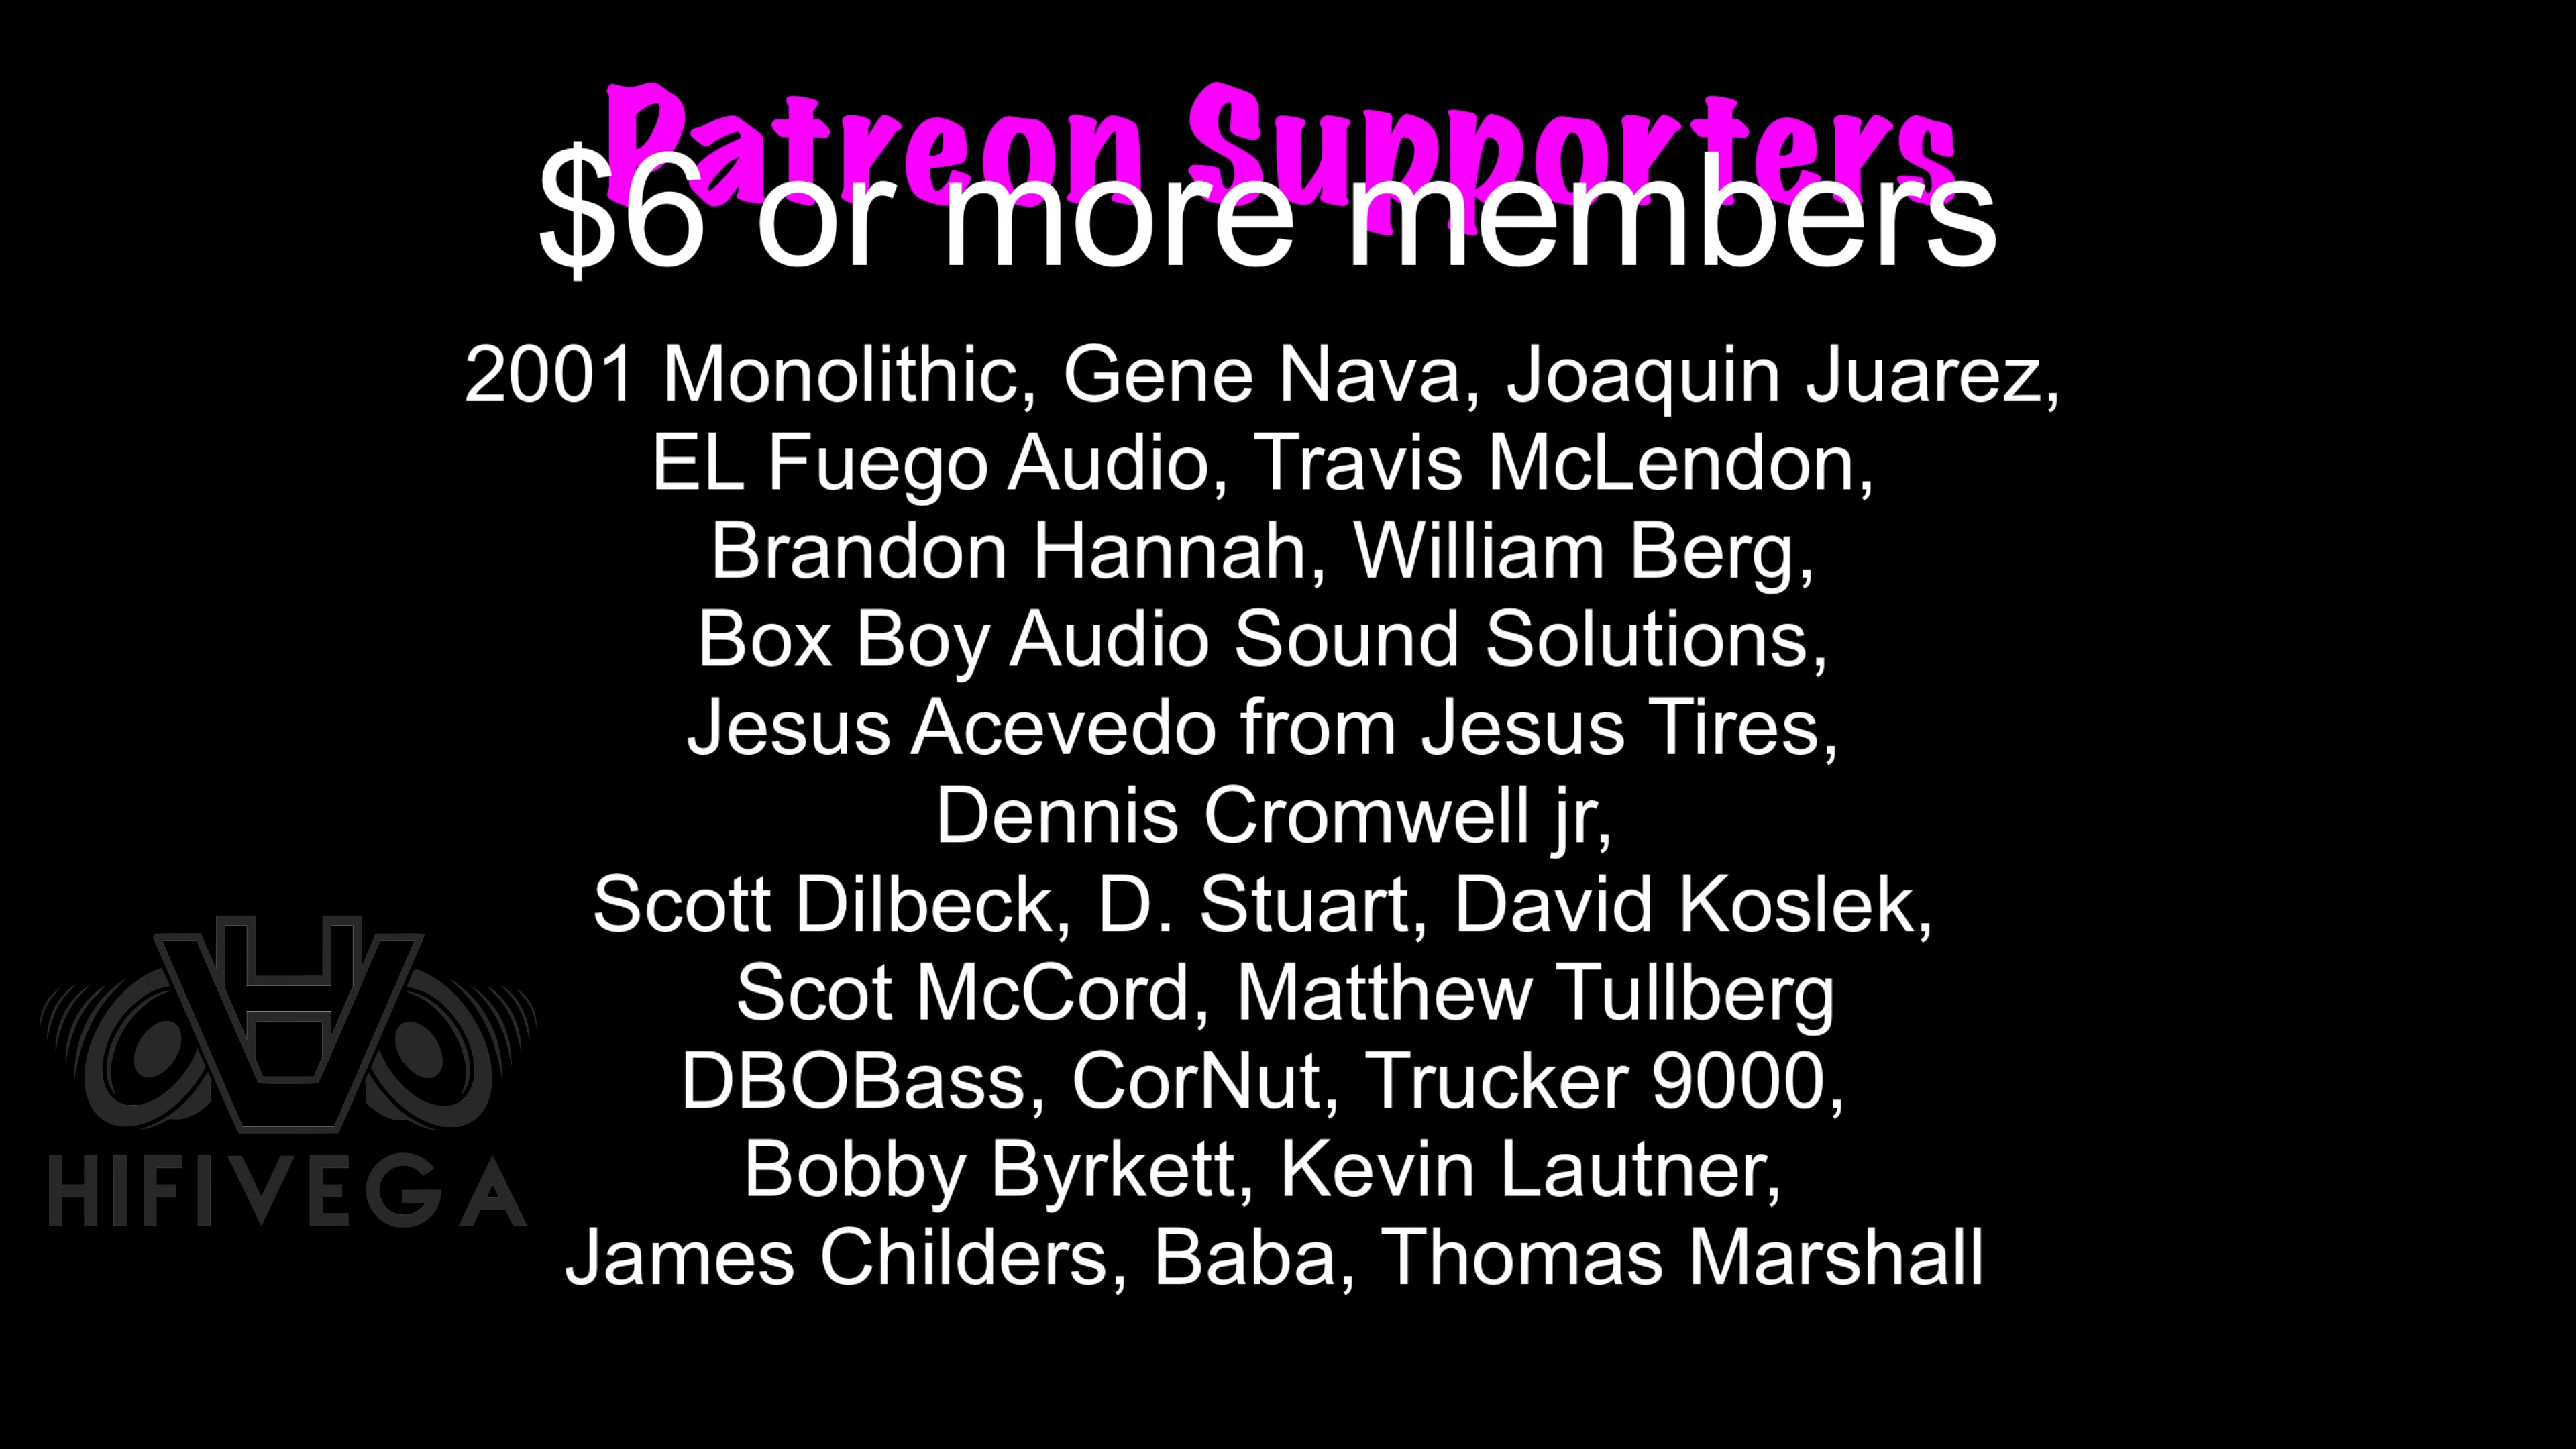 Patreon Supporters
$6 or more members
2001 Monolithic, Gene Nava, Joaquin Juarez,
EL Fuego Audio, Travis McLendon,
Brandon Hannah, William Berg,
Box Boy Audio Sound Solutions,
Jesus Acevedo from Jesus Tires,
Dennis Cromwell jr,
Scott Dilbeck, D. Stuart, David Koslek,
Scot McCord, Matthew Tullberg
DBOBass, CorNut, Trucker 9000,
Bobby Byrkett, Kevin Lautner,
James Childers, Baba, Thomas Marshall
HIFIVEGA